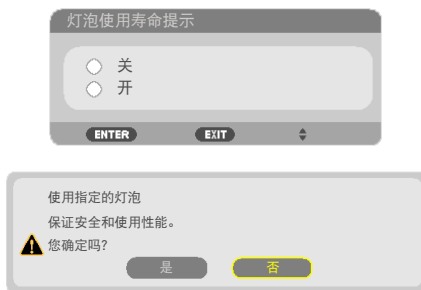 灯泡使用寿命提示
关
开
ENTER EXIT
使用指定的灯泡
保证安全和使用性能。
您确定吗?
是 否